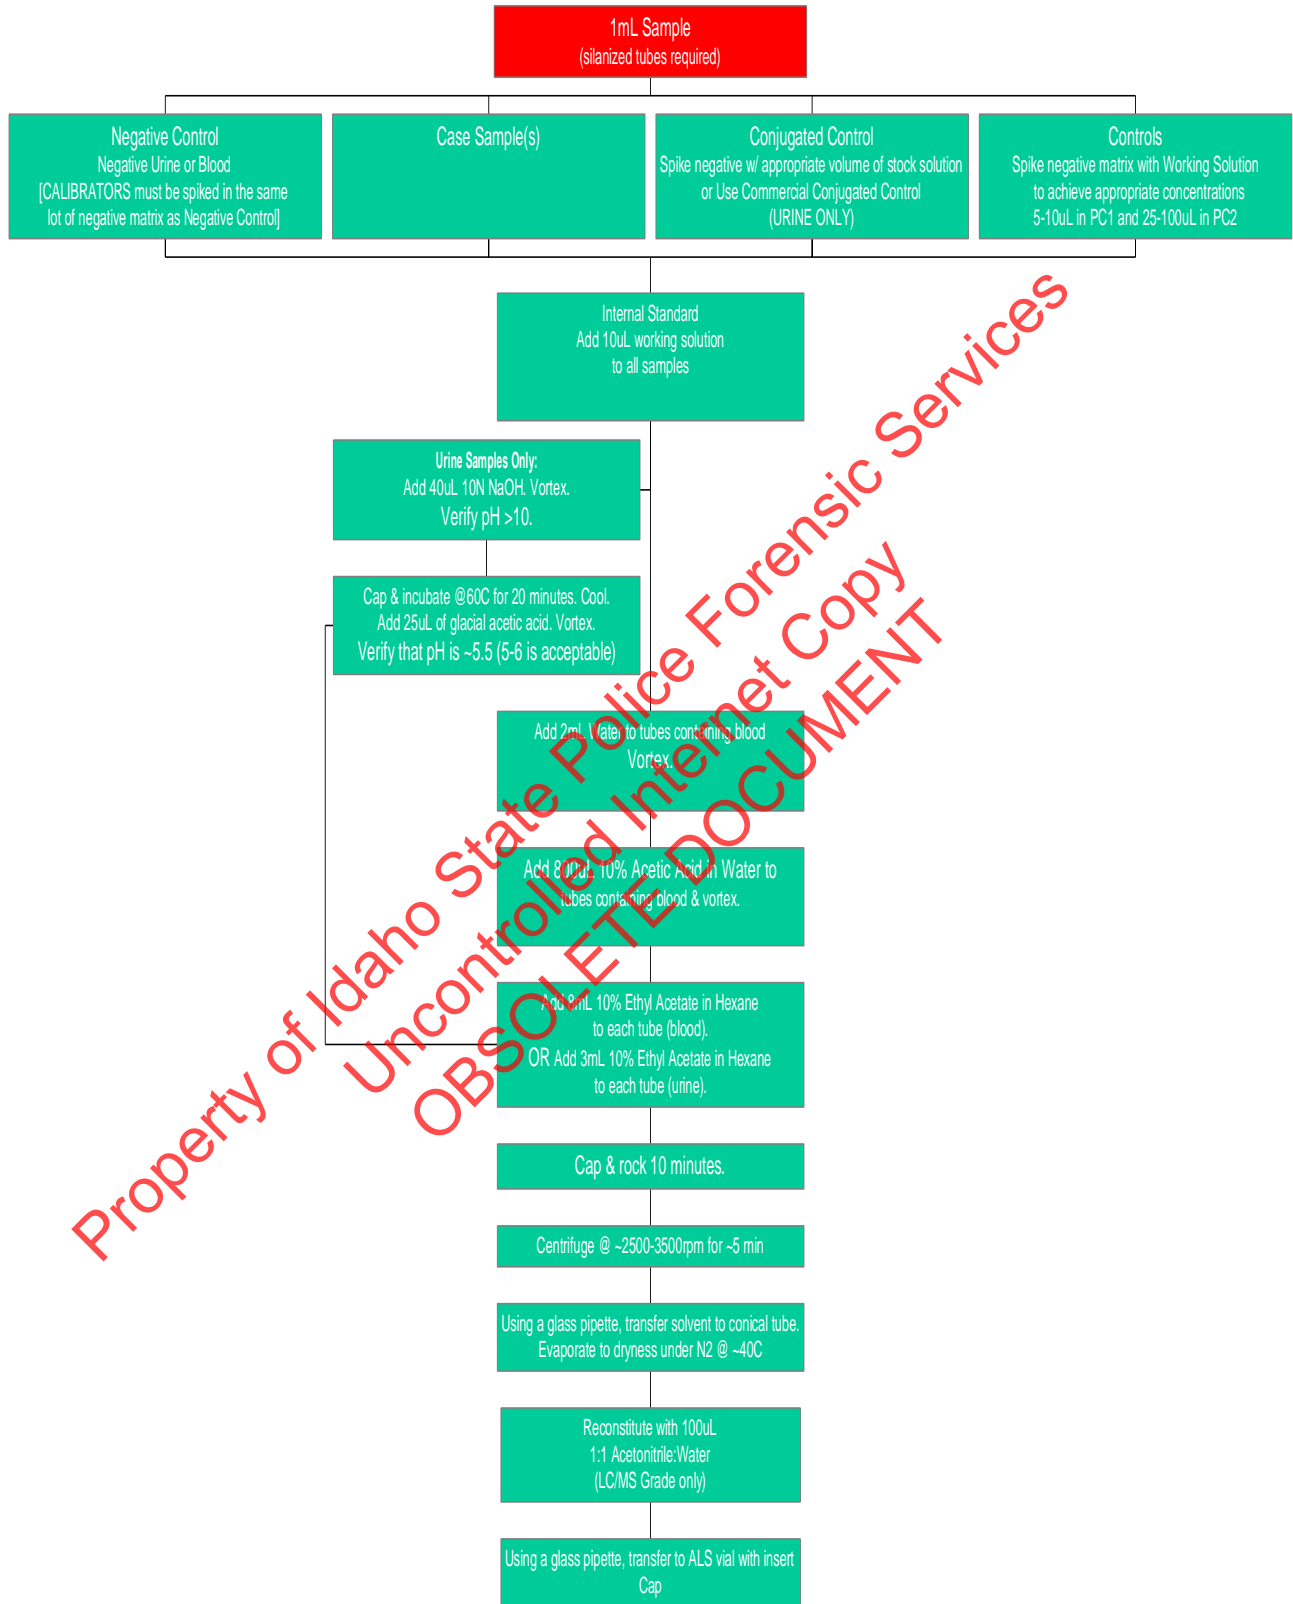 1mL Sample
(silanized tubes required)
Negative Control
Negative Urine or Blood
[CALIBRATORS must be spiked in the same
lot of negative matrix as Negative Control]
Case Sample(s)
Conjugated Control
Spike negative w/ appropriate volume of stock solution
or Use Commercial Conjugated Control
(URINE ONLY)
Controls
Spike negative matrix with Working Solution
to achieve appropriate concentrations
5-10uL in PC1 and 25-100uL in PC2
Internal Standard
Add 10uL working solution
to all samples
Urine Samples Only:
Add 40uL 10N NaOH. Vortex.
Verify pH >10.
Cap & incubate @60C for 20 minutes. Cool.
Add 25uL of glacial acetic acid. Vortex.
Verify that pH is ~5.5 (5-6 is acceptable)
Add 2mL Water to tubes containing blood
Vortex.
Add 800uL 10% Acetic Acid in Water to
tubes containing blood & vortex.
Add 8mL 10% Ethyl Acetate in Hexane
to each tube (blood).
OR Add 3mL 10% Ethyl Acetate in Hexane
to each tube (urine).
Cap & rock 10 minutes.
Centrifuge @ ~2500-3500rpm for ~5 min
Using a glass pipette, transfer solvent to conical tube.
Evaporate to dryness under N2 @ ~40C
Reconstitute with 100uL
1:1 Acetonitrile:Water
(LC/MS Grade only)
Using a glass pipette, transfer to ALS vial with insert
Cap
Property of Idaho State Police Forensic Services
Uncontrolled Internet Copy
OBSOLETE DOCUMENT